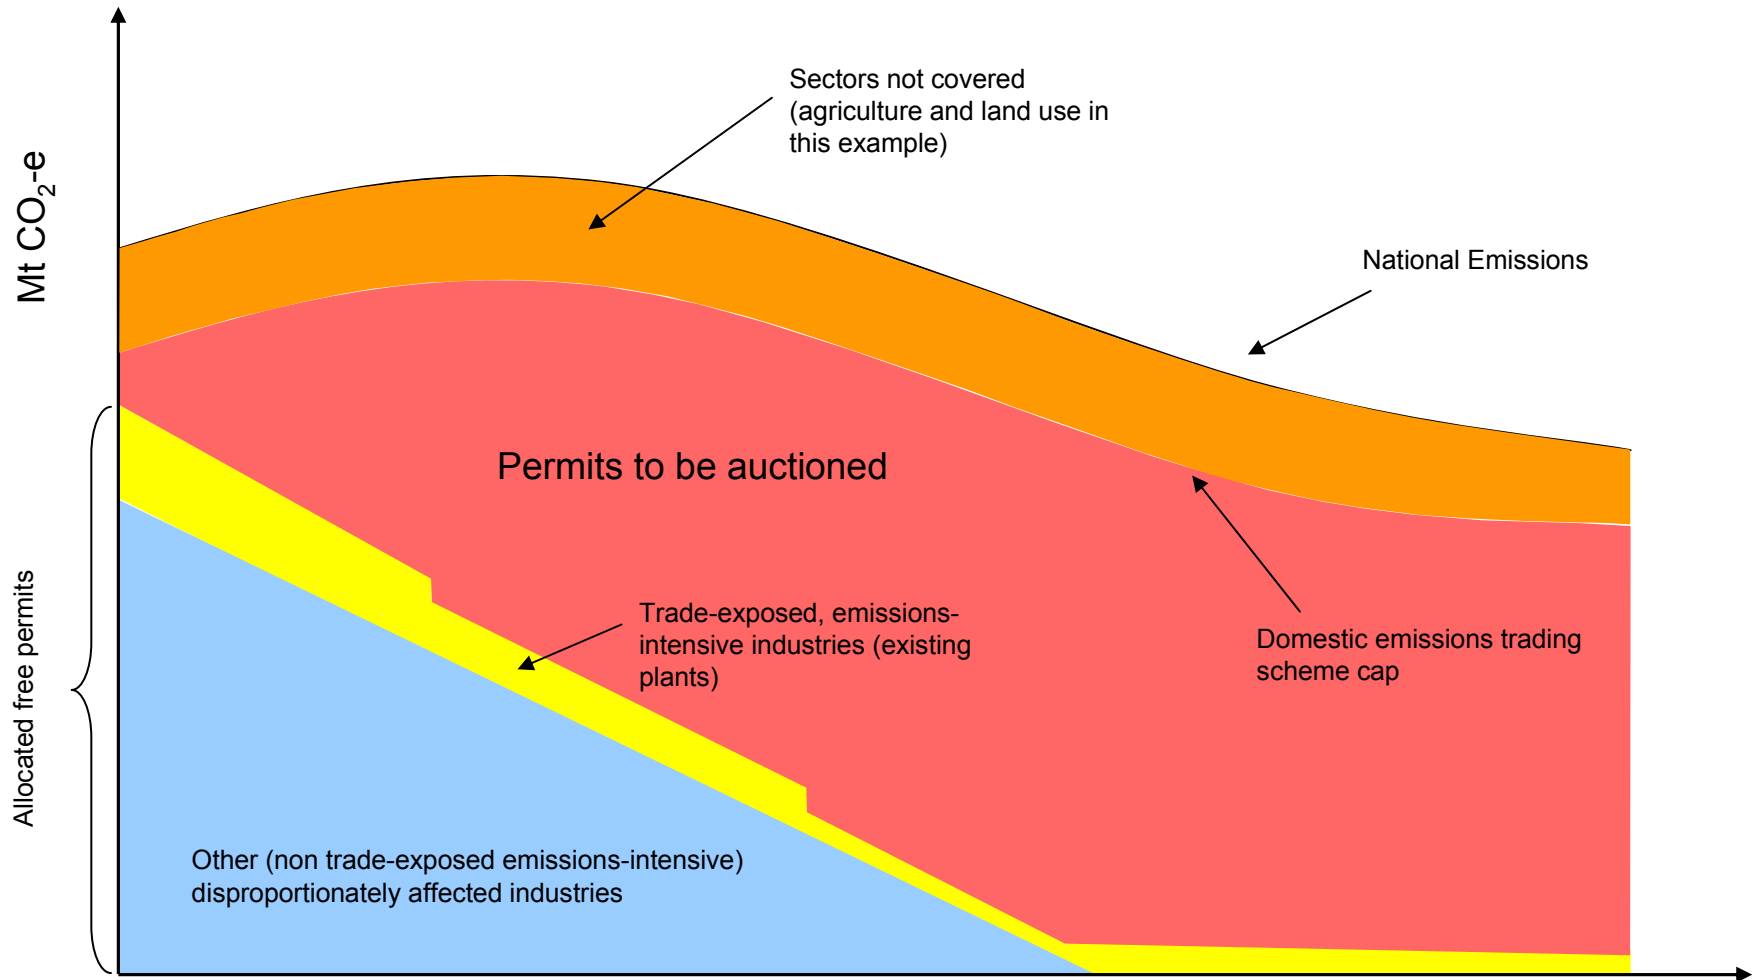 Sectors not covered
(agriculture and land use in
this example)
Mt CO₂-e
National Emissions
Permits to be auctioned
Trade-exposed, emissions-
intensive industries (existing
plants)
Domestic emissions trading
scheme cap
Allocated free permits
Other (non trade-exposed emissions-intensive)
disproportionately affected industries